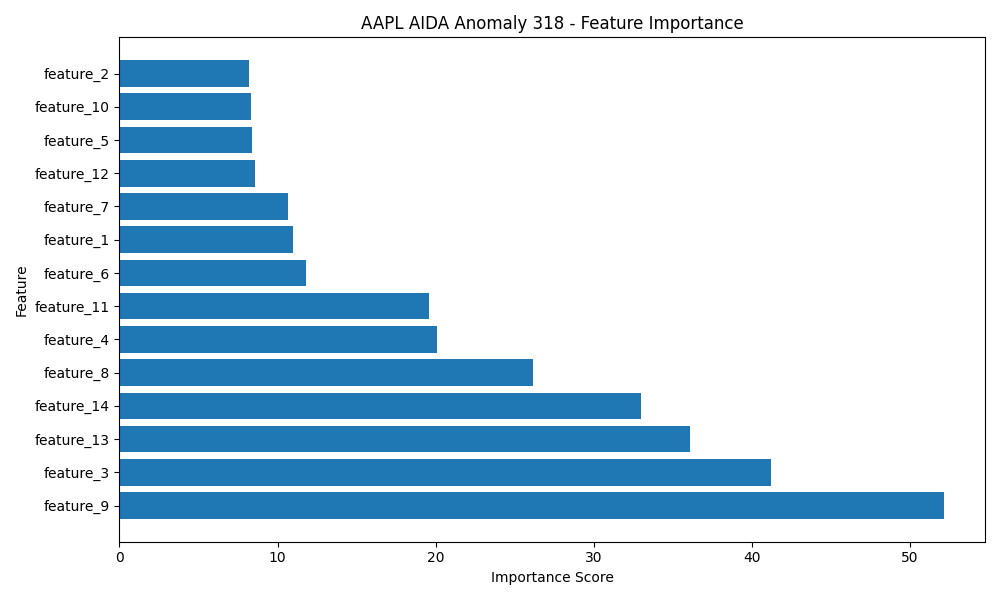 AAPL AIDA Anomaly 318 - Feature Importance
feature_2
feature_10
feature_5
feature_12
feature_7
feature_1
feature_6
feature_11
feature_4
feature_8
feature_14
feature_13
feature_3
feature_9
Feature
0 10 20 30 40 50
Importance Score